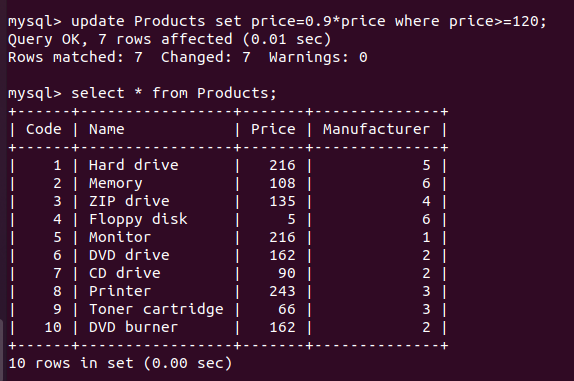 mysql> update Products set price=0.9*price where price>=120;
Query OK, 7 rows affected (0.01 sec)
Rows matched: 7  Changed: 7  Warnings: 0

mysql> select * from Products;
+------+-----------------+-------+--------------+
| Code | Name            | Price | Manufacturer |
+------+-----------------+-------+--------------+
|    1 | Hard drive      |   216 |            5 |
|    2 | Memory          |   108 |            6 |
|    3 | ZIP drive       |   135 |            4 |
|    4 | Floppy disk     |     5 |            6 |
|    5 | Monitor         |   216 |            1 |
|    6 | DVD drive       |   162 |            2 |
|    7 | CD drive        |    90 |            2 |
|    8 | Printer         |   243 |            3 |
|    9 | Toner cartridge |    66 |            3 |
|   10 | DVD burner      |   162 |            2 |
+------+-----------------+-------+--------------+
10 rows in set (0.00 sec)